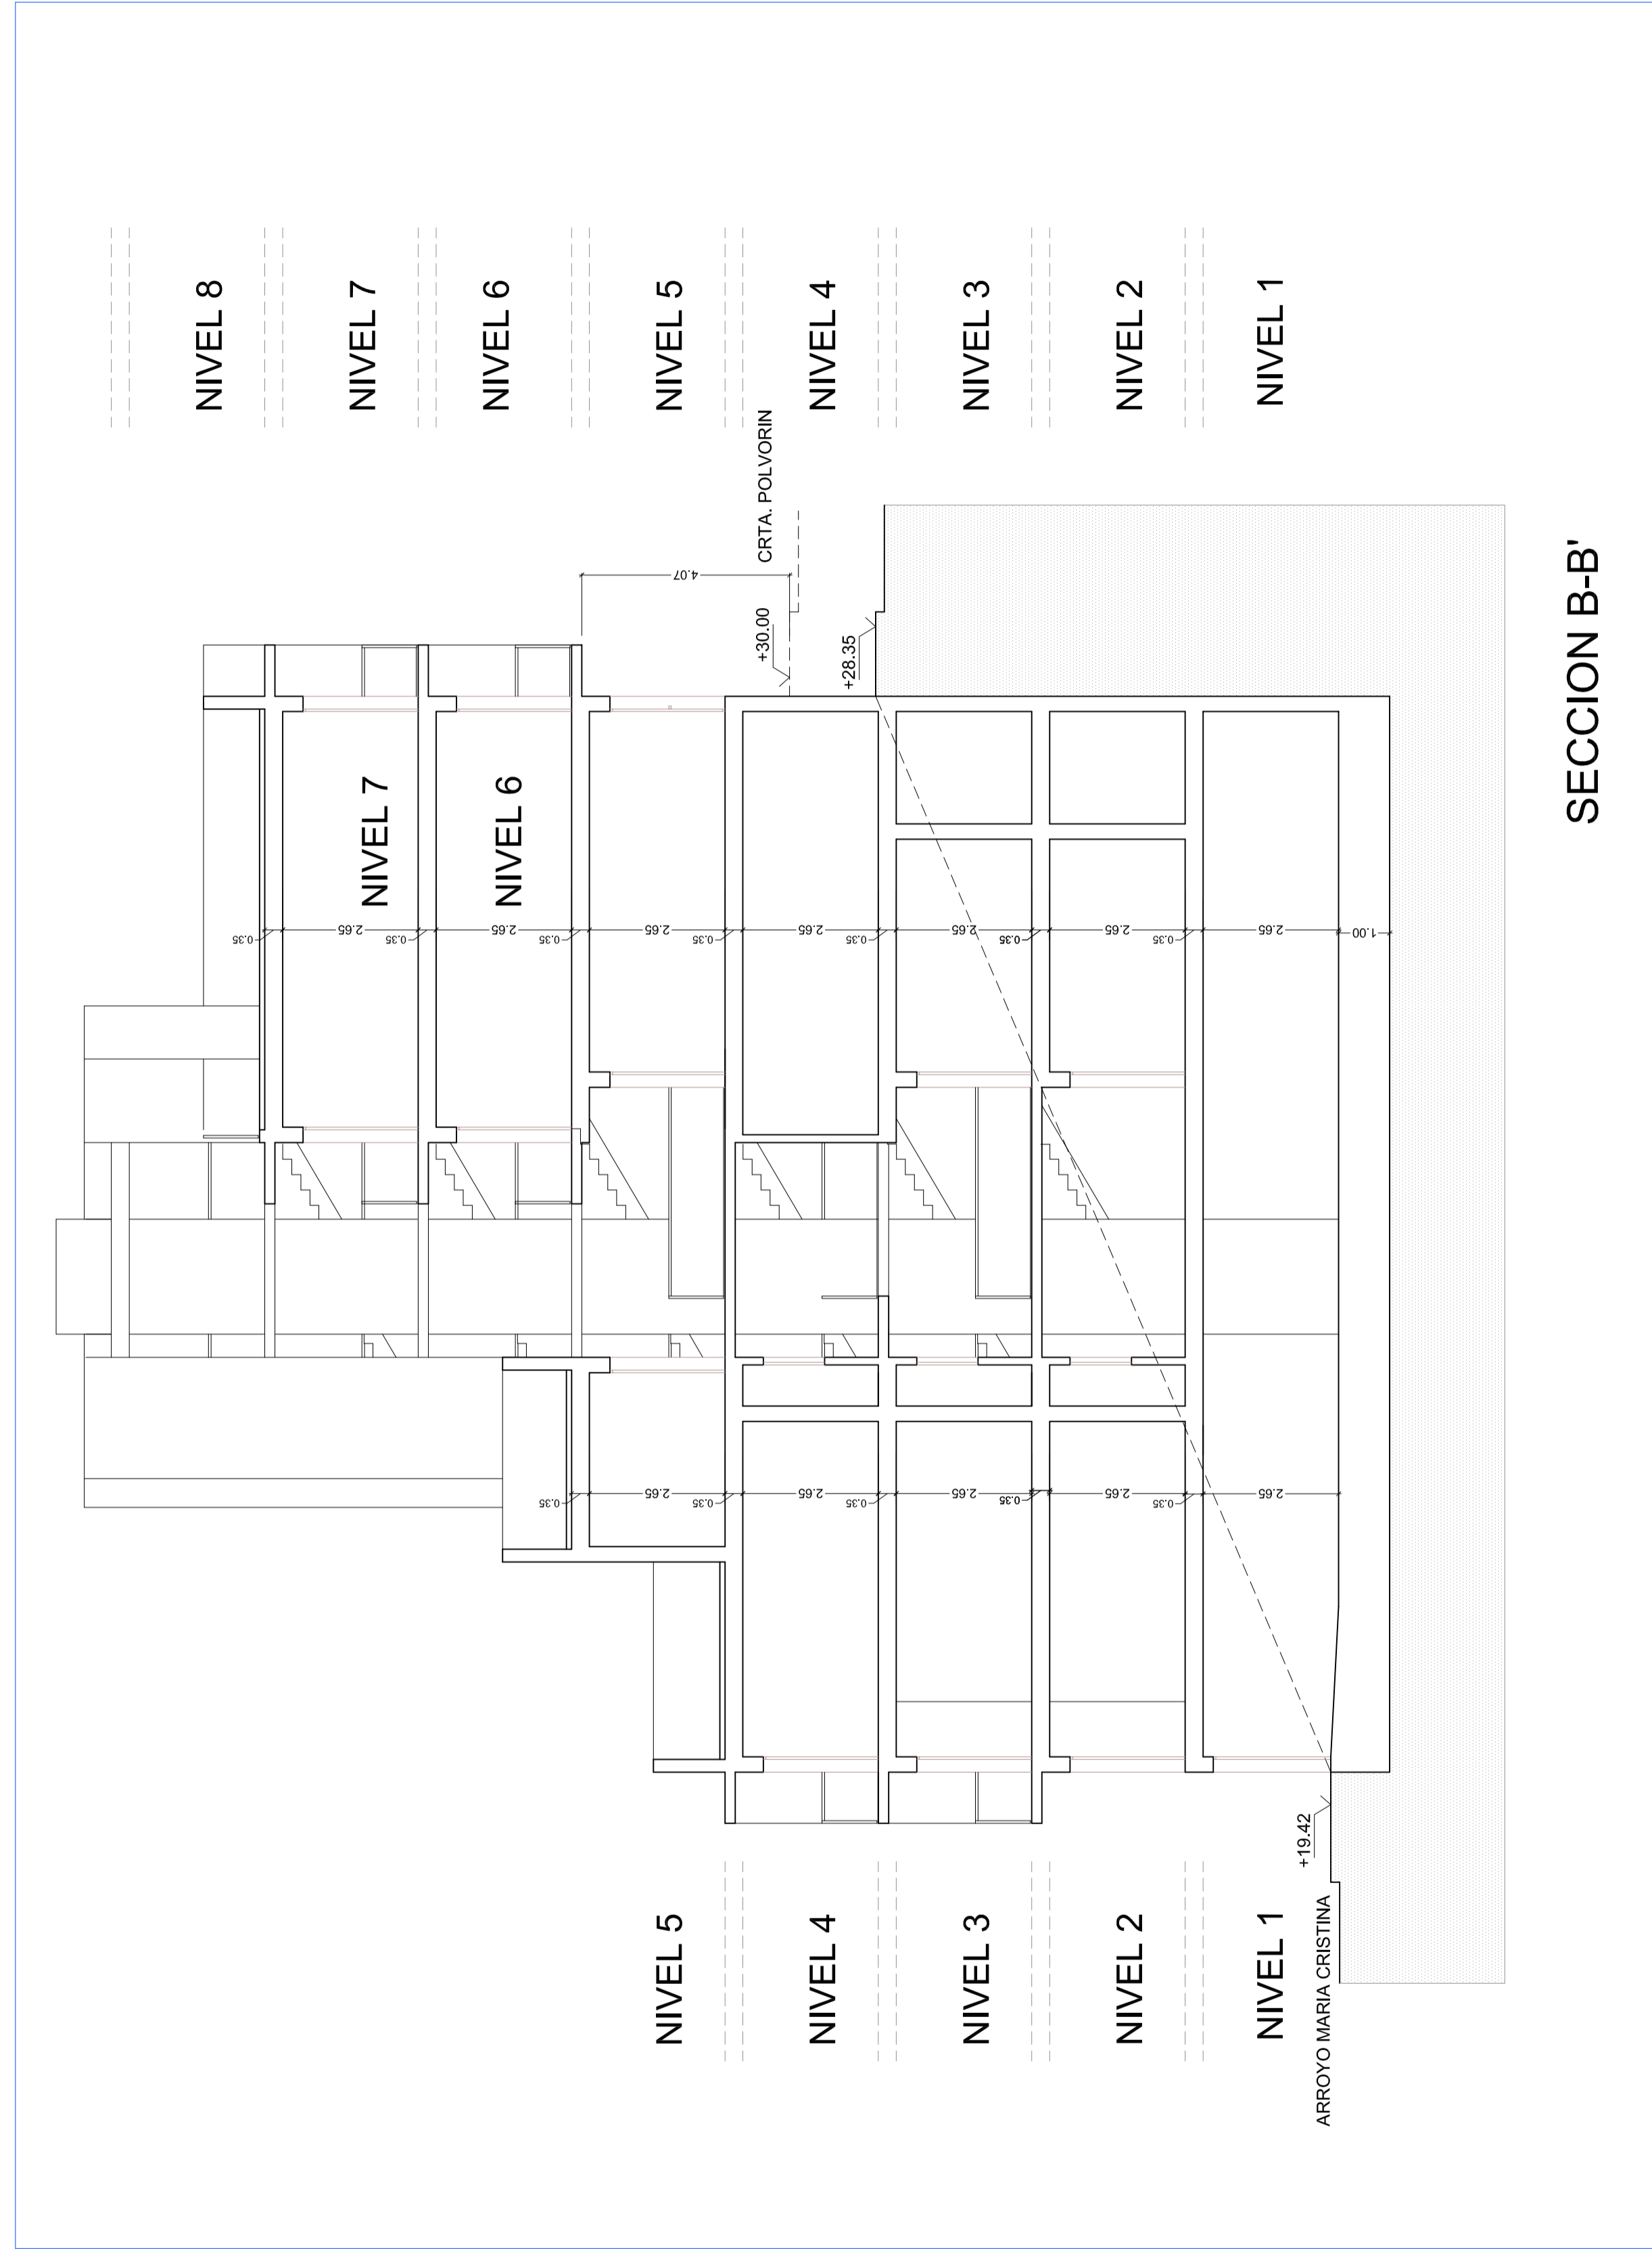 NIVEL 8
0.35
2.65
NIVEL 7
NIVEL 7
0.35
2.65
NIVEL 6
NIVEL 6
0.35
0.35
NIVEL 5
2.65
2.65
4.07
NIVEL 5
0.35
0.35
+30.00
CRTA. POLVORIN
NIVEL 4
2.65
2.65
NIVEL 4
+28.35
0.35
0.35
NIVEL 3
2.65
2.65
NIVEL 3
0.35
0.35
NIVEL 2
2.65
2.65
NIVEL 2
0.35
0.35
NIVEL 1
2.65
2.65
NIVEL 1
+19.42
ARROYO MARIA CRISTINA
1.00
SECCION B-B'